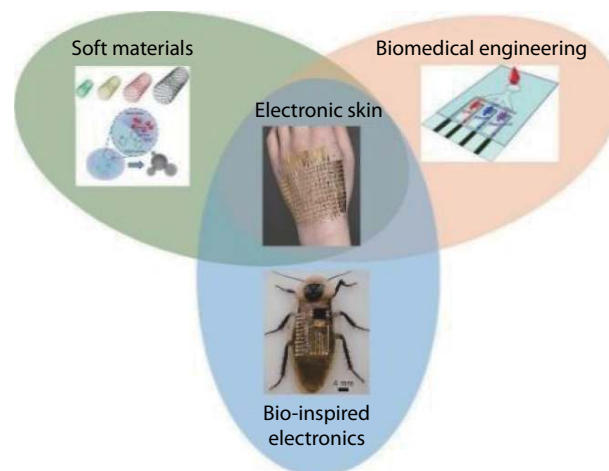 Soft materials
Biomedical engineering
Electronic skin
4 mm
Bio-inspired
electronics